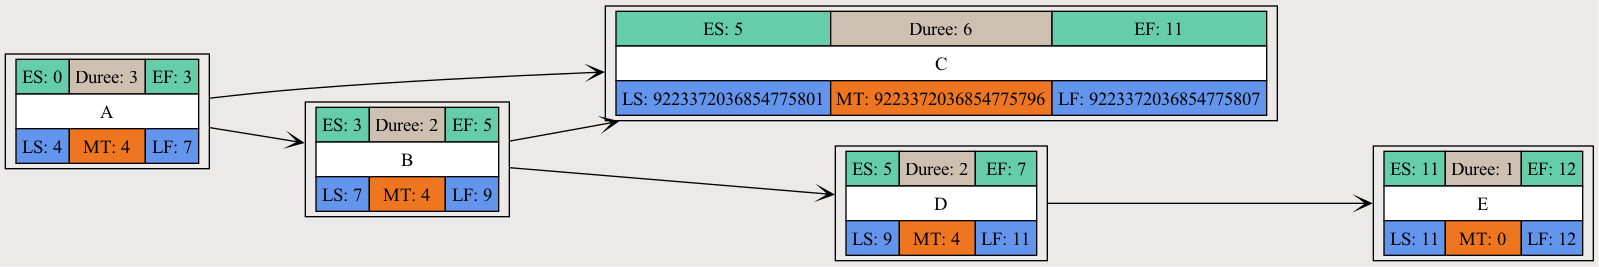 ES: 0 Duree: 3 EF: 3
A
LS: 4 MT: 4 LF: 7
ES: 3 Duree: 2 EF: 5
B
LS: 7 MT: 4 LF: 9
ES: 5 Duree: 6 EF: 11
C
LS: 9223372036854775801 MT: 9223372036854775796 LF: 9223372036854775807
ES: 5 Duree: 2 EF: 7
D
LS: 9 MT: 4 LF: 11
ES: 11 Duree: 1 EF: 12
E
LS: 11 MT: 0 LF: 12